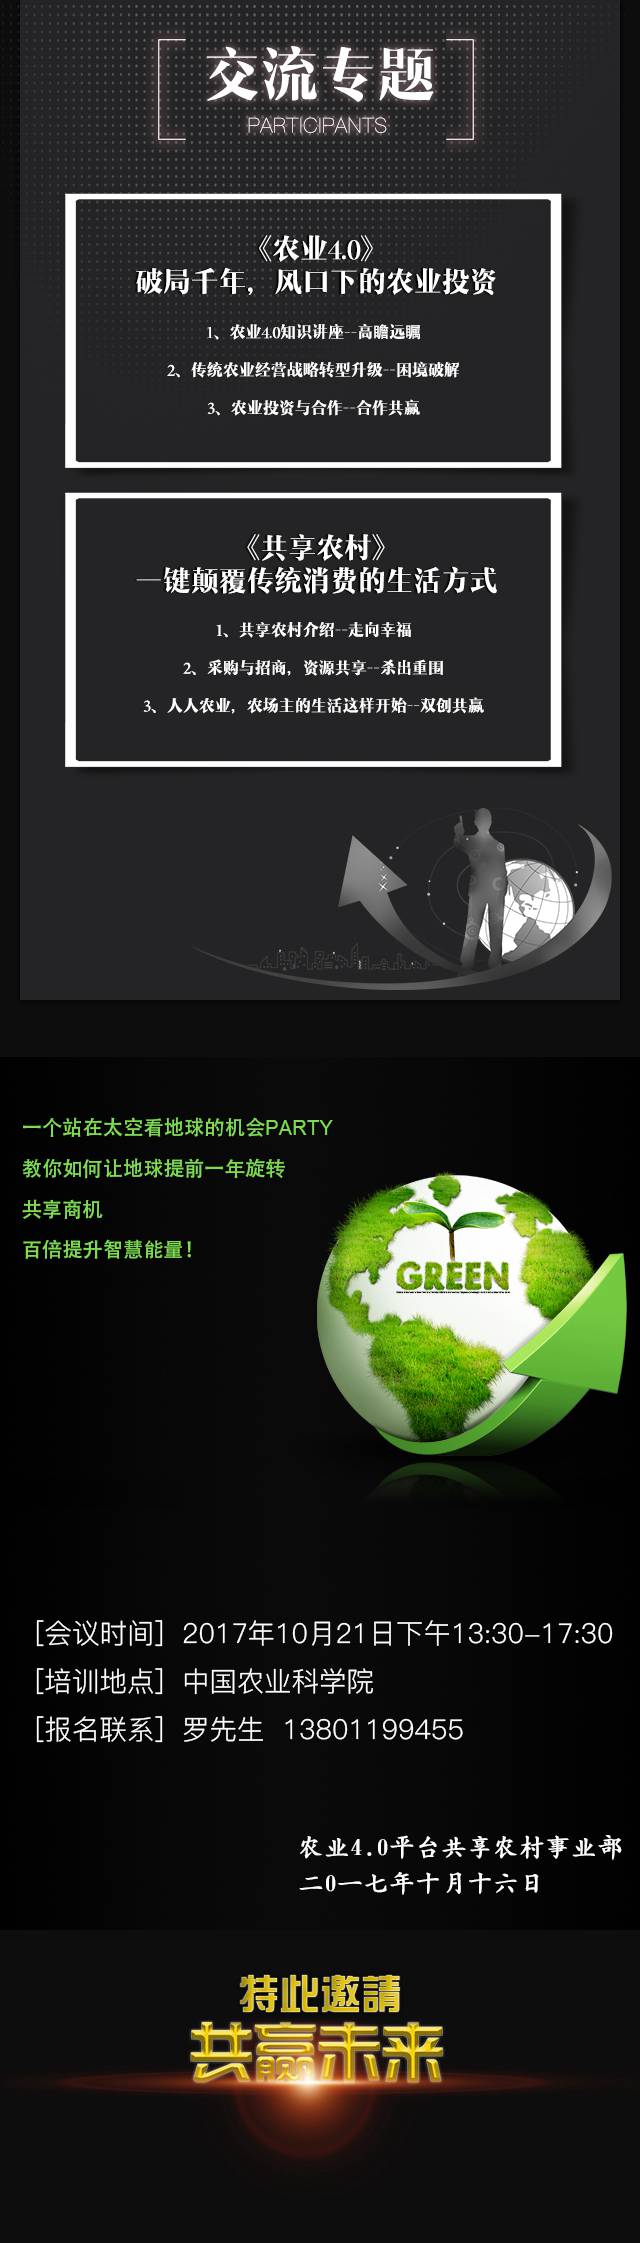 交流专题
PARTICIPANTS
《农业4.0》
破局千年，风口下的农业投资
1、农业4.0知识讲座--高瞻远瞩
2、传统农业经营战略转型升级--困境破解
3、农业投资与合作--合作共赢
《共享农村》
一键颠覆传统消费的生活方式
1、共享农村介绍--走向幸福
2、采购与招商，资源共享--杀出重围
3、人人农业，农场主的生活这样开始--双创共赢
一个站在太空看地球的机会PARTY
教你如何让地球提前一年旋转
共享商机
百倍提升智慧能量！
GREEN
[会议时间] 2017年10月21日下午13:30-17:30
[培训地点] 中国农业科学院
[报名联系] 罗先生 13801199455
农业4.0平台共享农村事业部
二0一七年十月十六日
特此邀請
共赢未来